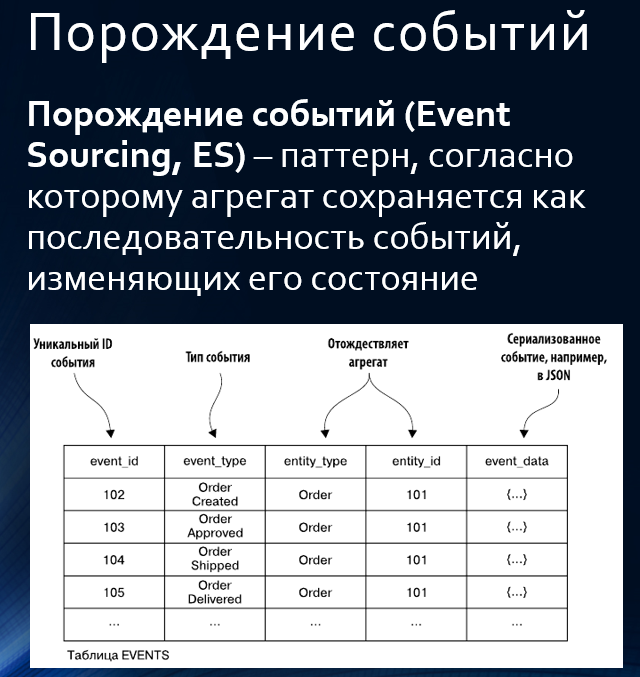 Порождение событий
Порождение событий (Event
Sourcing, ES) – паттерн, согласно
которому агрегат сохраняется как
последовательность событий,
изменяющих его состояние
Уникальный ID
события
Тип события
Отождествляет
агрегат
Сериализованное
событие, например,
в JSON
event_id event_type entity_type entity_id event_data
102 Order Created Order 101 {...}
103 Order Approved Order 101 {...}
104 Order Shipped Order 101 {...}
105 Order Delivered Order 101 {...}
... ... ... ... ...
Таблица EVENTS